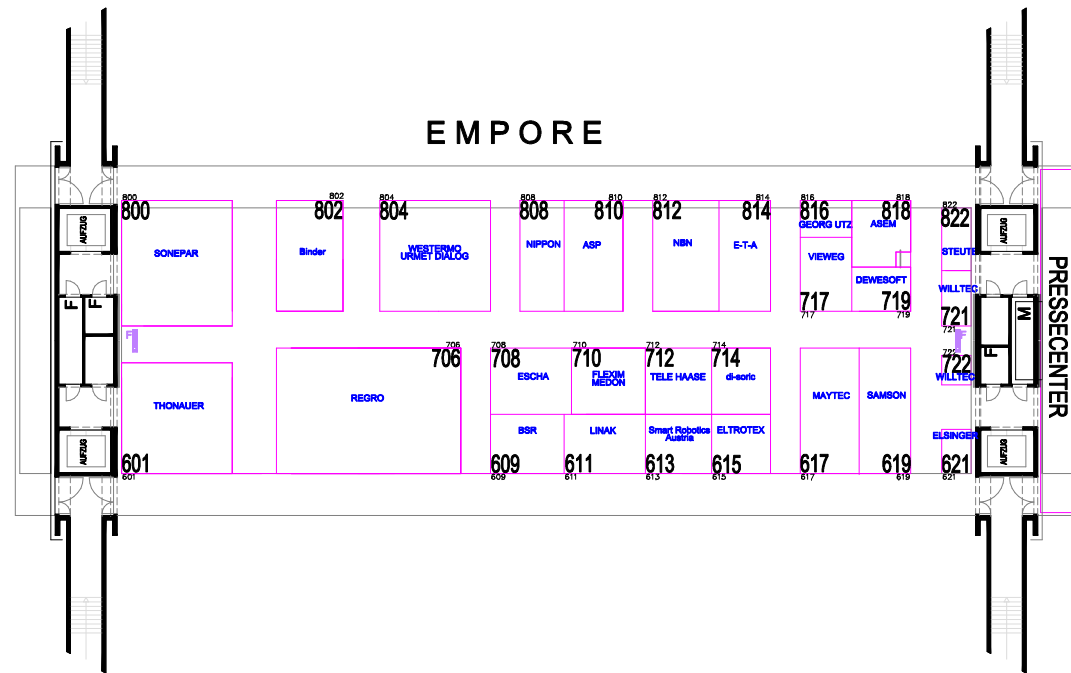 EMPORE
800
802
804
808
810
812
814
816
818
822
800
802
804
808
810
812
814
816
818
822
AUFZUG
AUFZUG
SONEPAR
Binder
WESTERMO
URMET DIALOG
NIPPON
ASP
NBN
E-T-A
GEORG UTZ
ASEM
VIEWEG
STEUTE
DEWESOFT
WILLTEC
717
719
721
717
719
721
F
F
F
F
F
M
PRESSECENTER
706
708
710
712
714
722
706
708
710
712
714
722
THONAUER
REGRO
ESCHA
FLEXIM
MEDON
TELE HAASE
di-soric
MAYTEC
SAMSON
WILLTEC
BSR
LINAK
Smart Robotics
Austria
ELTROTEX
ELSINGER
AUFZUG
AUFZUG
601
609
611
613
615
617
619
621
601
609
611
613
615
617
619
621